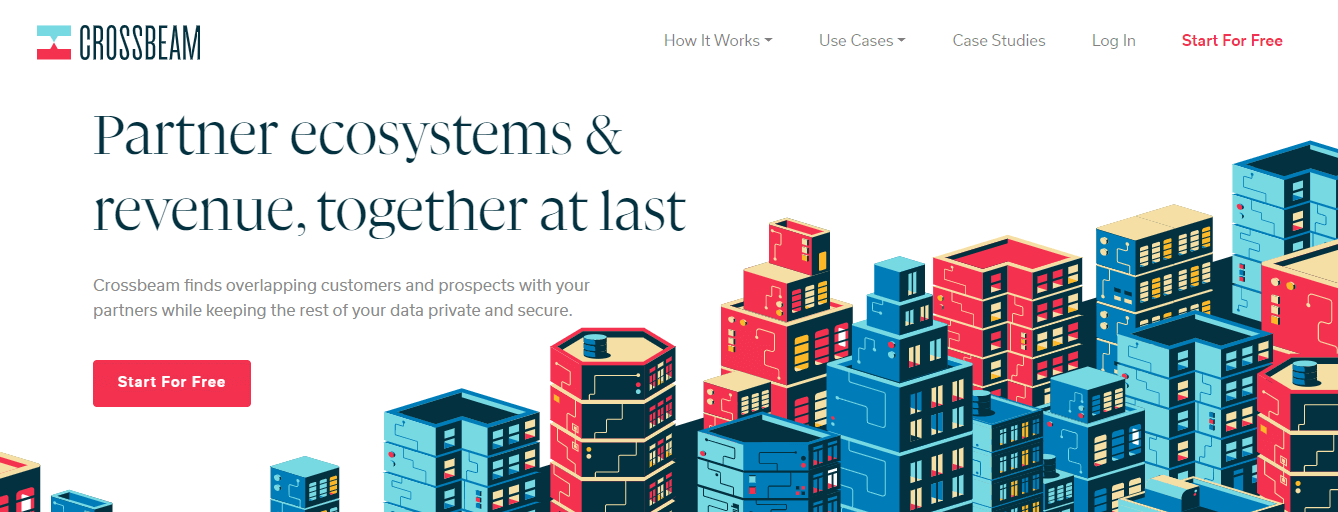 CROSSBEAM
How It Works
Use Cases
Case Studies
Log In
Start For Free
Partner ecosystems &
revenue, together at last
Crossbeam finds overlapping customers and prospects with your
partners while keeping the rest of your data private and secure.
Start For Free